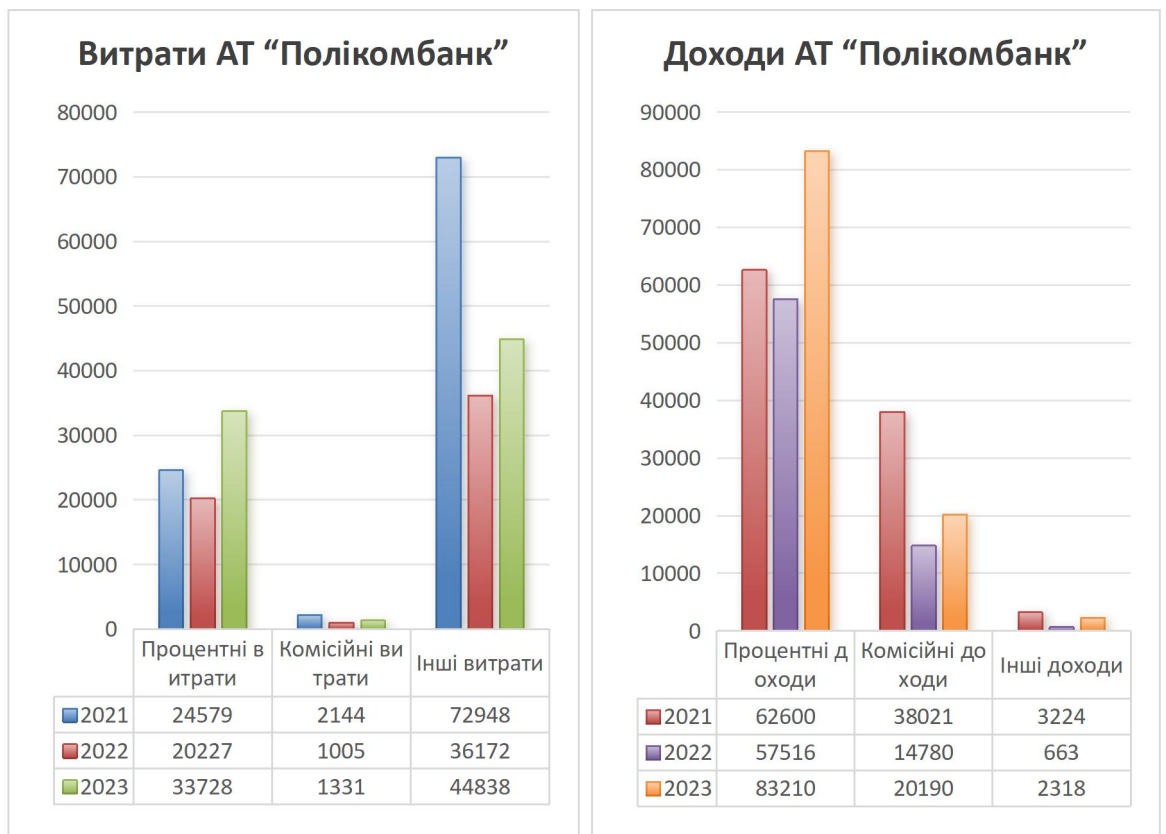 Витрати АТ “Полікомбанк”
80000
70000
60000
50000
40000
30000
20000
10000
0
Процентні в
итрати
Комісійні ви
трати
Інші витрати
2021 24579 2144 72948
2022 20227 1005 36172
2023 33728 1331 44838
Доходи АТ “Полікомбанк”
90000
80000
70000
60000
50000
40000
30000
20000
10000
0
Процентні д
оходи
Комісійні до
ходи
Інші доходи
2021 62600 38021 3224
2022 57516 14780 663
2023 83210 20190 2318